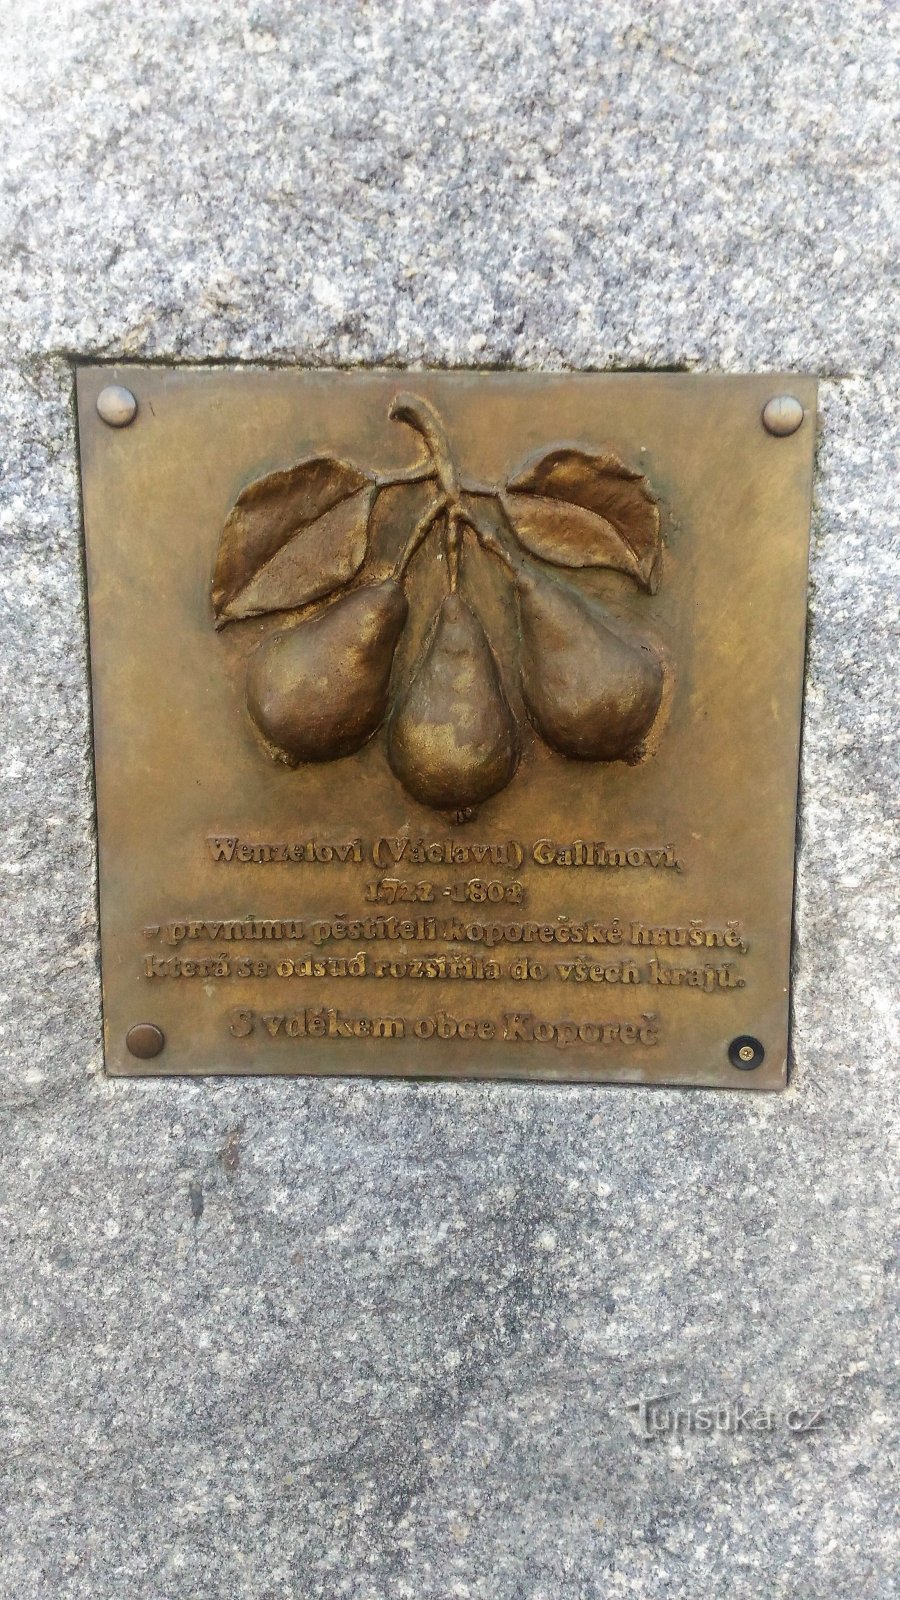 Wenzelovi (Václavu) Gallinovi,
1722 -1802
- prvnímu pěstiteli koporečské hrušně,
která se odsud rozšířila do všech krajů.
S vděkem obce Koporeč
Turistika.cz